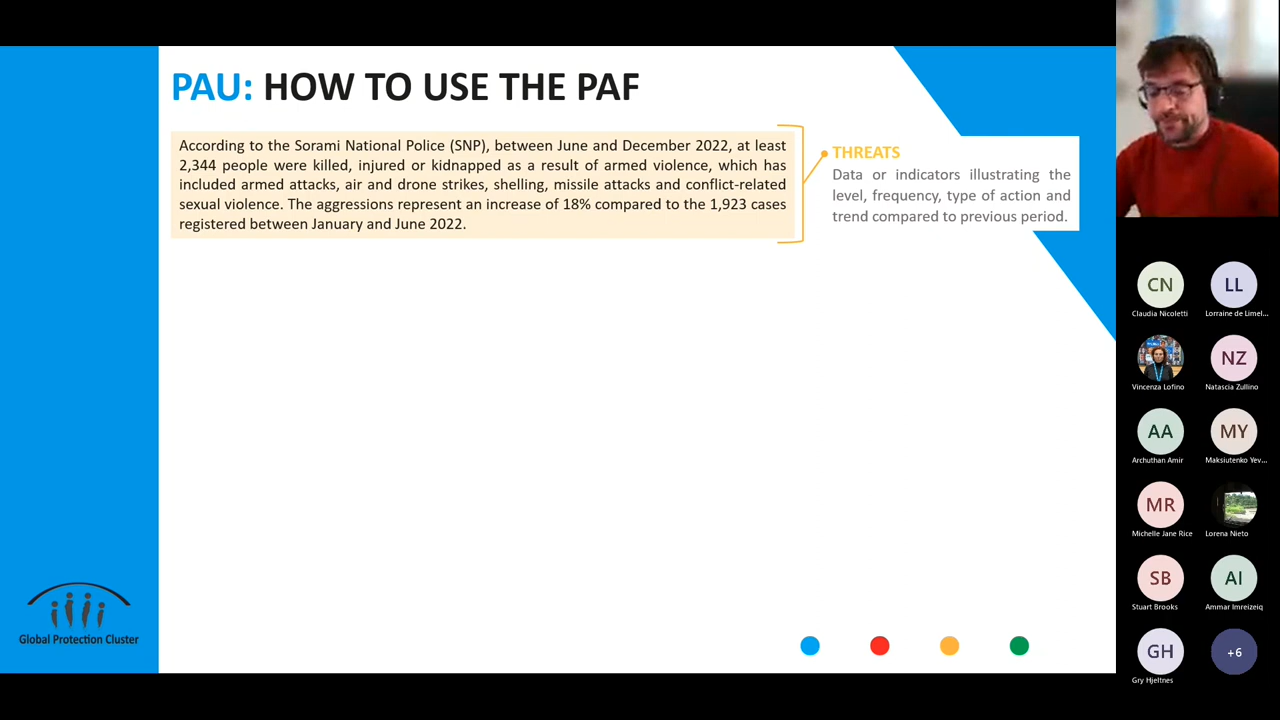 PAU: HOW TO USE THE PAF
According to the Sorami National Police (SNP), between June and December 2022, at least
2,344 people were killed, injured or kidnapped as a result of armed violence, which has
included armed attacks, air and drone strikes, shelling, missile attacks and conflict-related
sexual violence. The aggressions represent an increase of 18% compared to the 1,923 cases
registered between January and June 2022.
THREATS
Data or indicators illustrating the
level, frequency, type of action and
trend compared to previous period.
Global Protection Cluster
CN
Claudia Nicoletti
LL
Lorraine de Limel...
Vincenza Lofino
NZ
Natascia Zullino
AA
Archuthan Amir
MY
Maksiutenko Yev...
MR
Michelle Jane Rice
Lorena Nieto
SB
Stuart Brooks
AI
Ammar Imreizeiq
GH
Gry Hjeltnes
+6